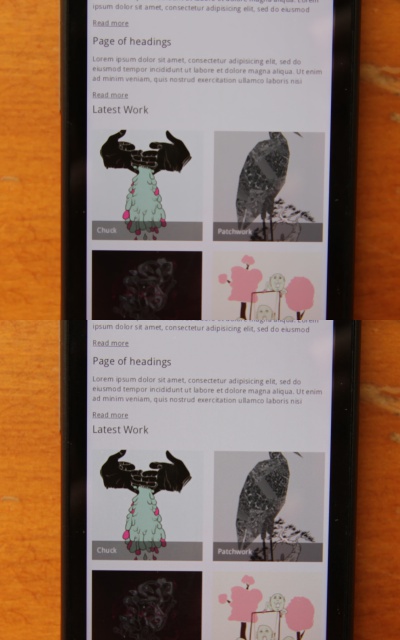 ipsum dolor sit amet, consectetur adipisicing elit, sed do eiusmod
Read more
Page of headings
Lorem ipsum dolor sit amet, consectetur adipisicing elit, sed do
eiusmod tempor incididunt ut labore et dolore magna aliqua. Ut enim
ad minim veniam, quis nostrud exercitation ullamco laboris nisi
Read more
Latest Work
Chuck
Patchwork
ipsum dolor sit amet, consectetur adipisicing elit, sed do eiusmod
Read more
Page of headings
Lorem ipsum dolor sit amet, consectetur adipisicing elit, sed do
eiusmod tempor incididunt ut labore et dolore magna aliqua. Ut enim
ad minim veniam, quis nostrud exercitation ullamco laboris nisi
Read more
Latest Work
Chuck
Patchwork